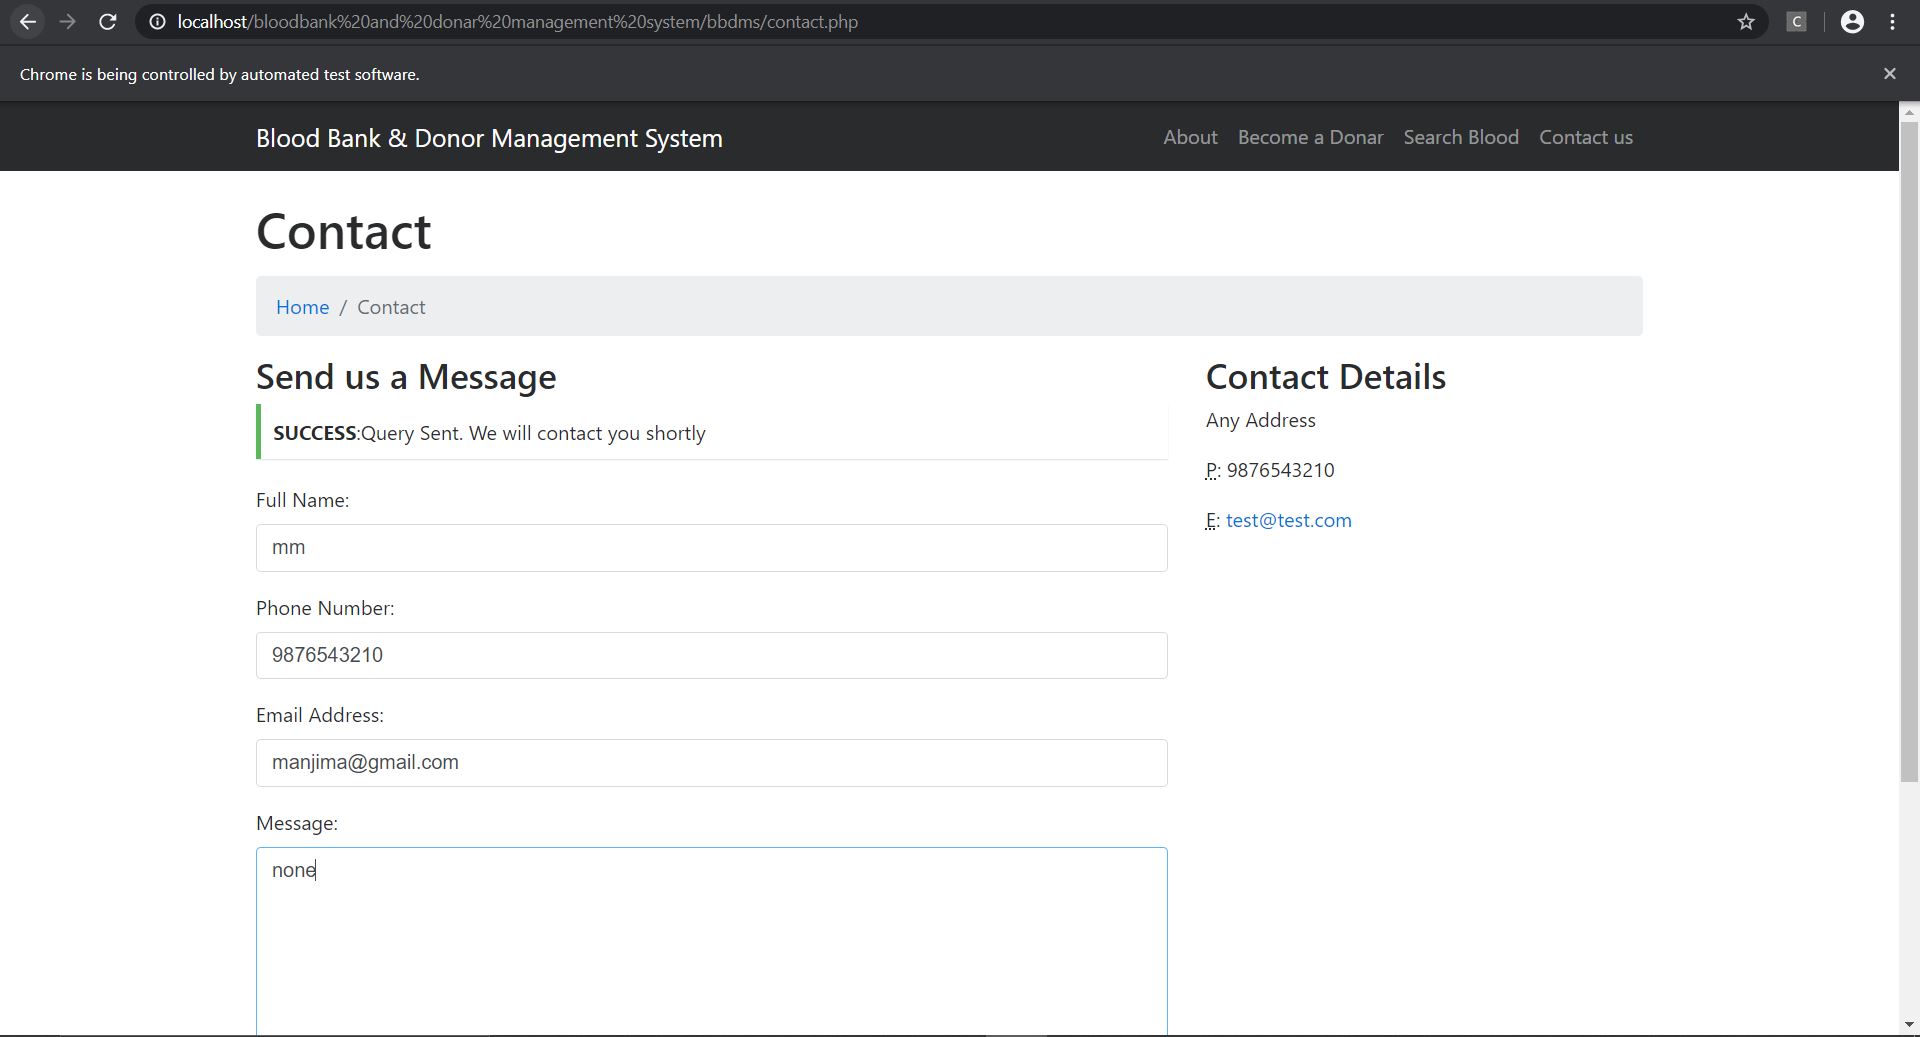 localhost/bloodbank%20and%20donar%20management%20system/bbdms/contact.php
C
Chrome is being controlled by automated test software.
Blood Bank & Donor Management System
About Become a Donar Search Blood Contact us
Contact
Home / Contact
Send us a Message
SUCCESS:Query Sent. We will contact you shortly
Full Name:
mm
Phone Number:
9876543210
Email Address:
manjima@gmail.com
Message:
none
Contact Details
Any Address
P: 9876543210
E: test@test.com